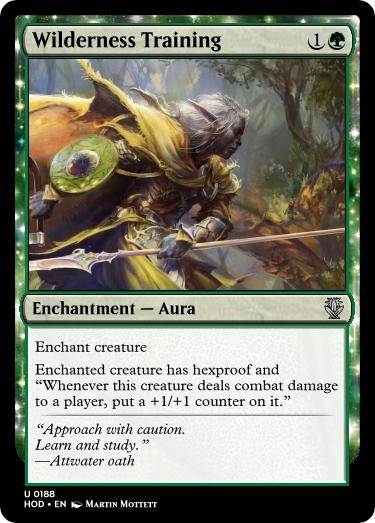 Wilderness Training 1
Enchantment — Aura
Enchant creature
Enchanted creature has hexproof and
“Whenever this creature deals combat damage
to a player, put a +1/+1 counter on it.”
“Approach with caution.
Learn and study.”
—Attwater oath
U 0188
HOD • EN Martin Mottett